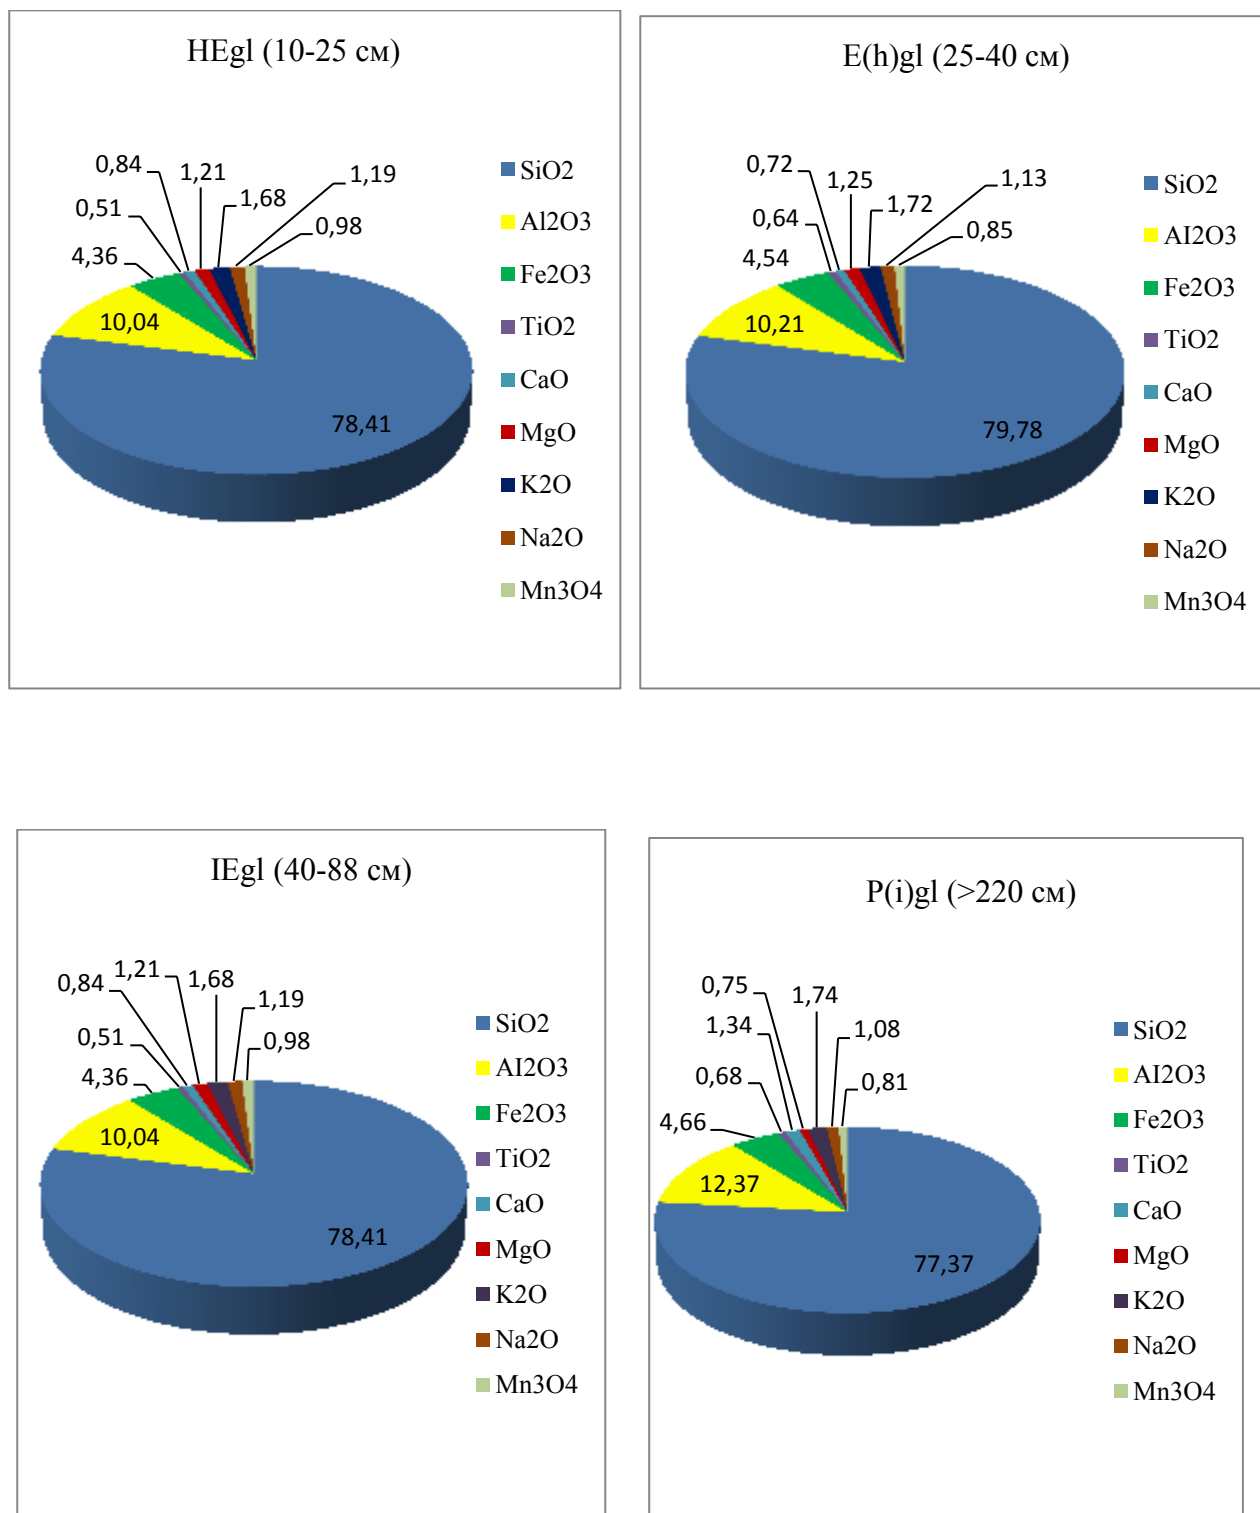 HEgl (10-25 см)
0,84
1,21
1,19
0,51
1,68
0,98
4,36
10,04
78,41
SiO2
Al2O3
Fe2O3
TiO2
CaO
MgO
K2O
Na2O
Mn3O4
E(h)gl (25-40 см)
0,72
1,25
1,13
0,64
1,72
0,85
4,54
10,21
79,78
SiO2
AI2O3
Fe2O3
TiO2
CaO
MgO
K2O
Na2O
Mn3O4
IEgl (40-88 см)
0,84
1,21
1,68
1,19
0,51
0,98
4,36
10,04
78,41
SiO2
AI2O3
Fe2O3
TiO2
CaO
MgO
K2O
Na2O
Mn3O4
P(i)gl (>220 см)
0,75
1,74
1,34
1,08
0,68
0,81
4,66
12,37
77,37
SiO2
AI2O3
Fe2O3
TiO2
CaO
MgO
K2O
Na2O
Mn3O4